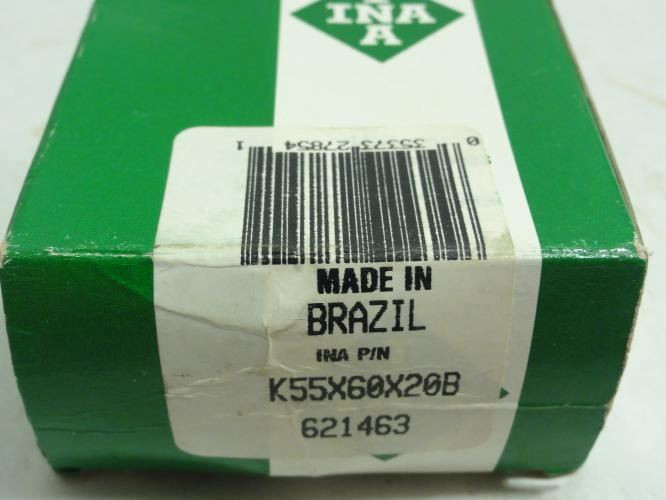 INA
A
0 35373 27854 1
MADE IN
BRAZIL
INA P/N
K55X60X20B
621463